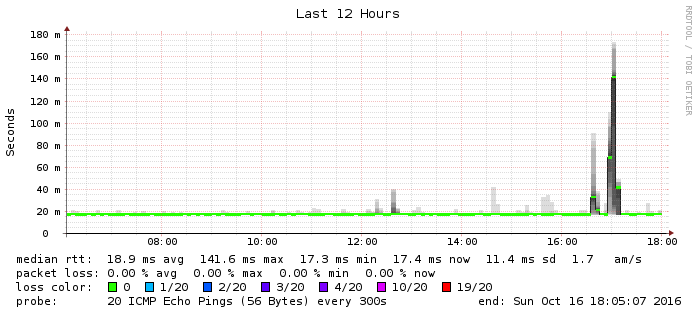 Last 12 Hours
RRDTOOL / TOBI OETIKER
Seconds
180 m
160 m
140 m
120 m
100 m
80 m
60 m
40 m
20 m
0
08:00 10:00 12:00 14:00 16:00 18:00
median rtt: 18.9 ms avg 141.6 ms max 17.3 ms min 17.4 ms now 11.4 ms sd 1.7 am/s
packet loss: 0.00 % avg 0.00 % max 0.00 % min 0.00 % now
loss color: 0 1/20 2/20 3/20 4/20 10/20 19/20
probe: 20 ICMP Echo Pings (56 Bytes) every 300s end: Sun Oct 16 18:05:07 2016